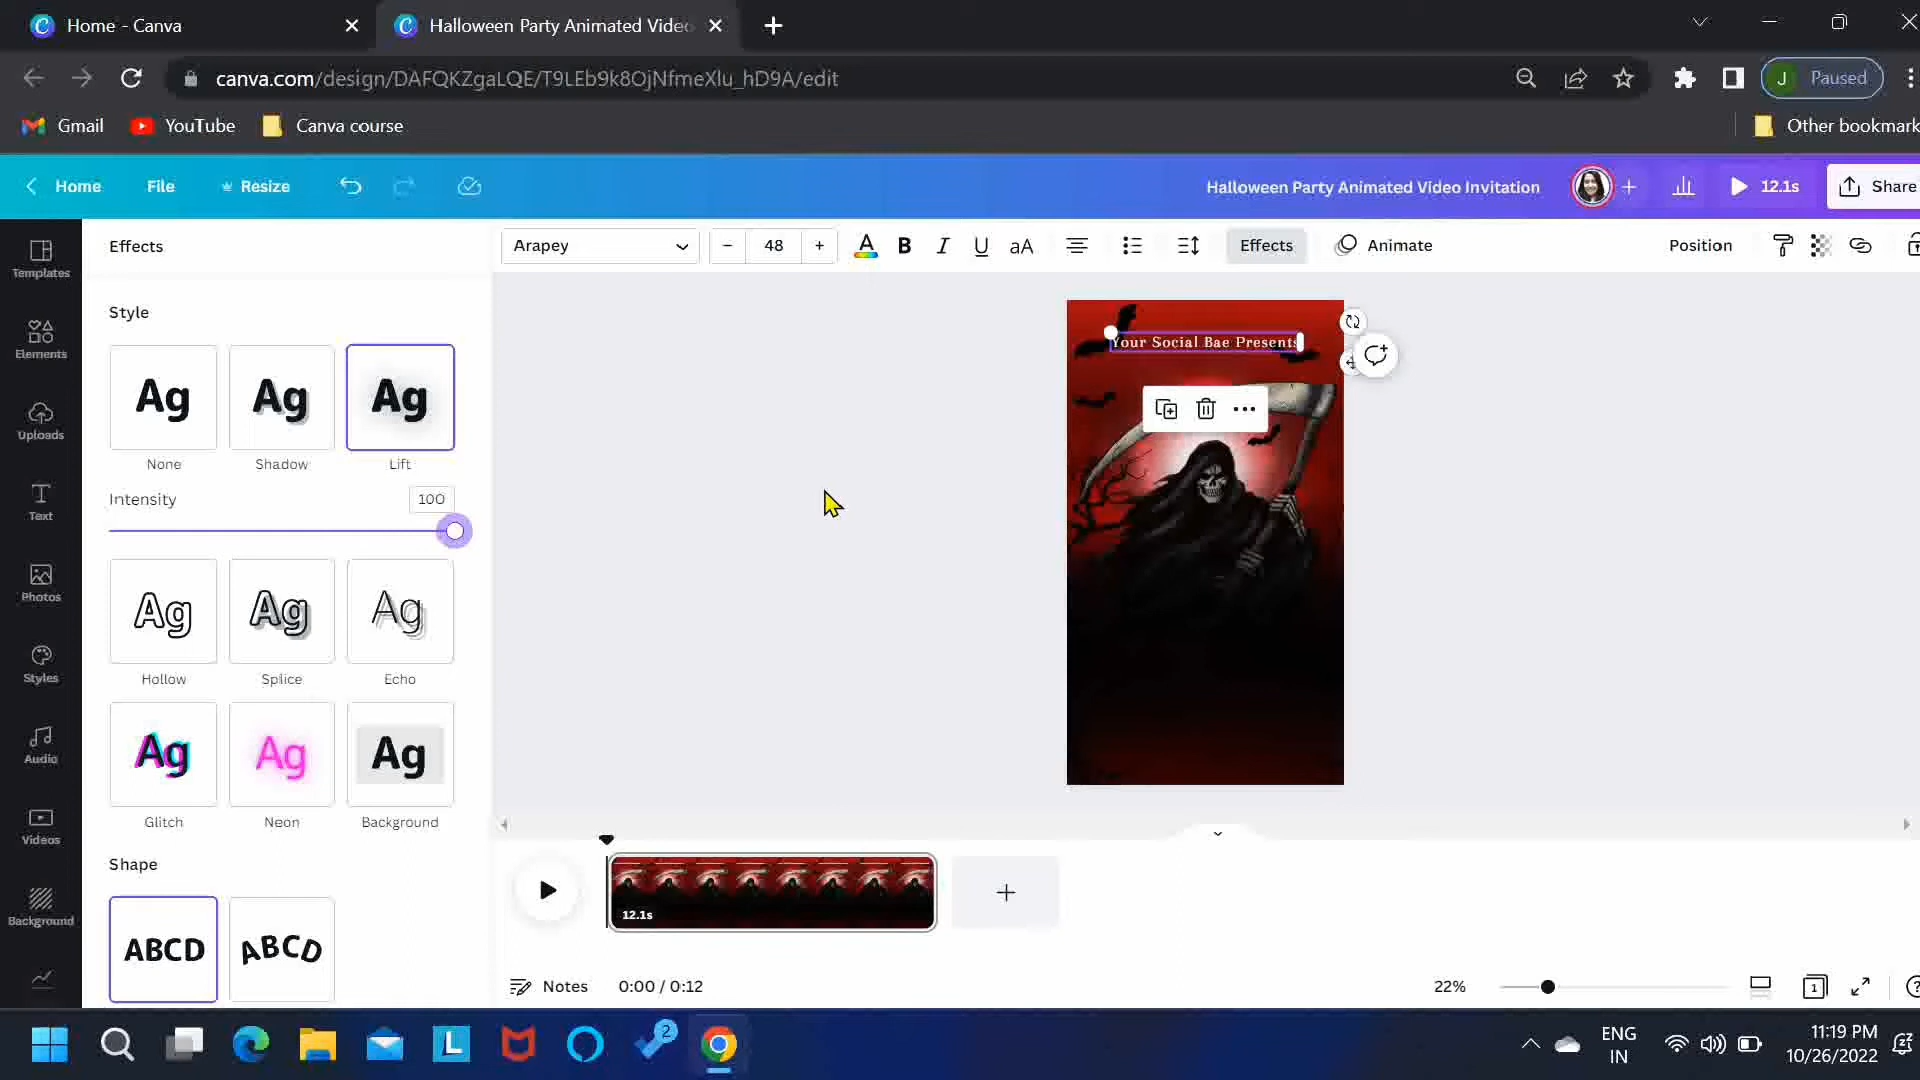 Home - Canva
Halloween Party Animated Video
canva.com/design/DAFQKZgaLQE/T9LEb9k8OjNfmeXlu_hD9A/edit
J Paused
Gmail YouTube Canva course
Other bookmark
Home File Resize
Halloween Party Animated Video Invitation
12.1s
Share
Effects
Arapey
48
B I U aA
Effects
Animate
Position
Templates
Elements
Uploads
Text
Photos
Styles
Audio
Videos
Background
Style
Ag Ag Ag
None Shadow Lift
Intensity 100
Ag Ag Ag
Hollow Splice Echo
Ag Ag Ag
Glitch Neon Background
Shape
ABCD ABCD
Your Social Bae Presents
12.1s
Notes 0:00 / 0:12
22%
1
2
ENG
IN
11:19 PM
10/26/2022